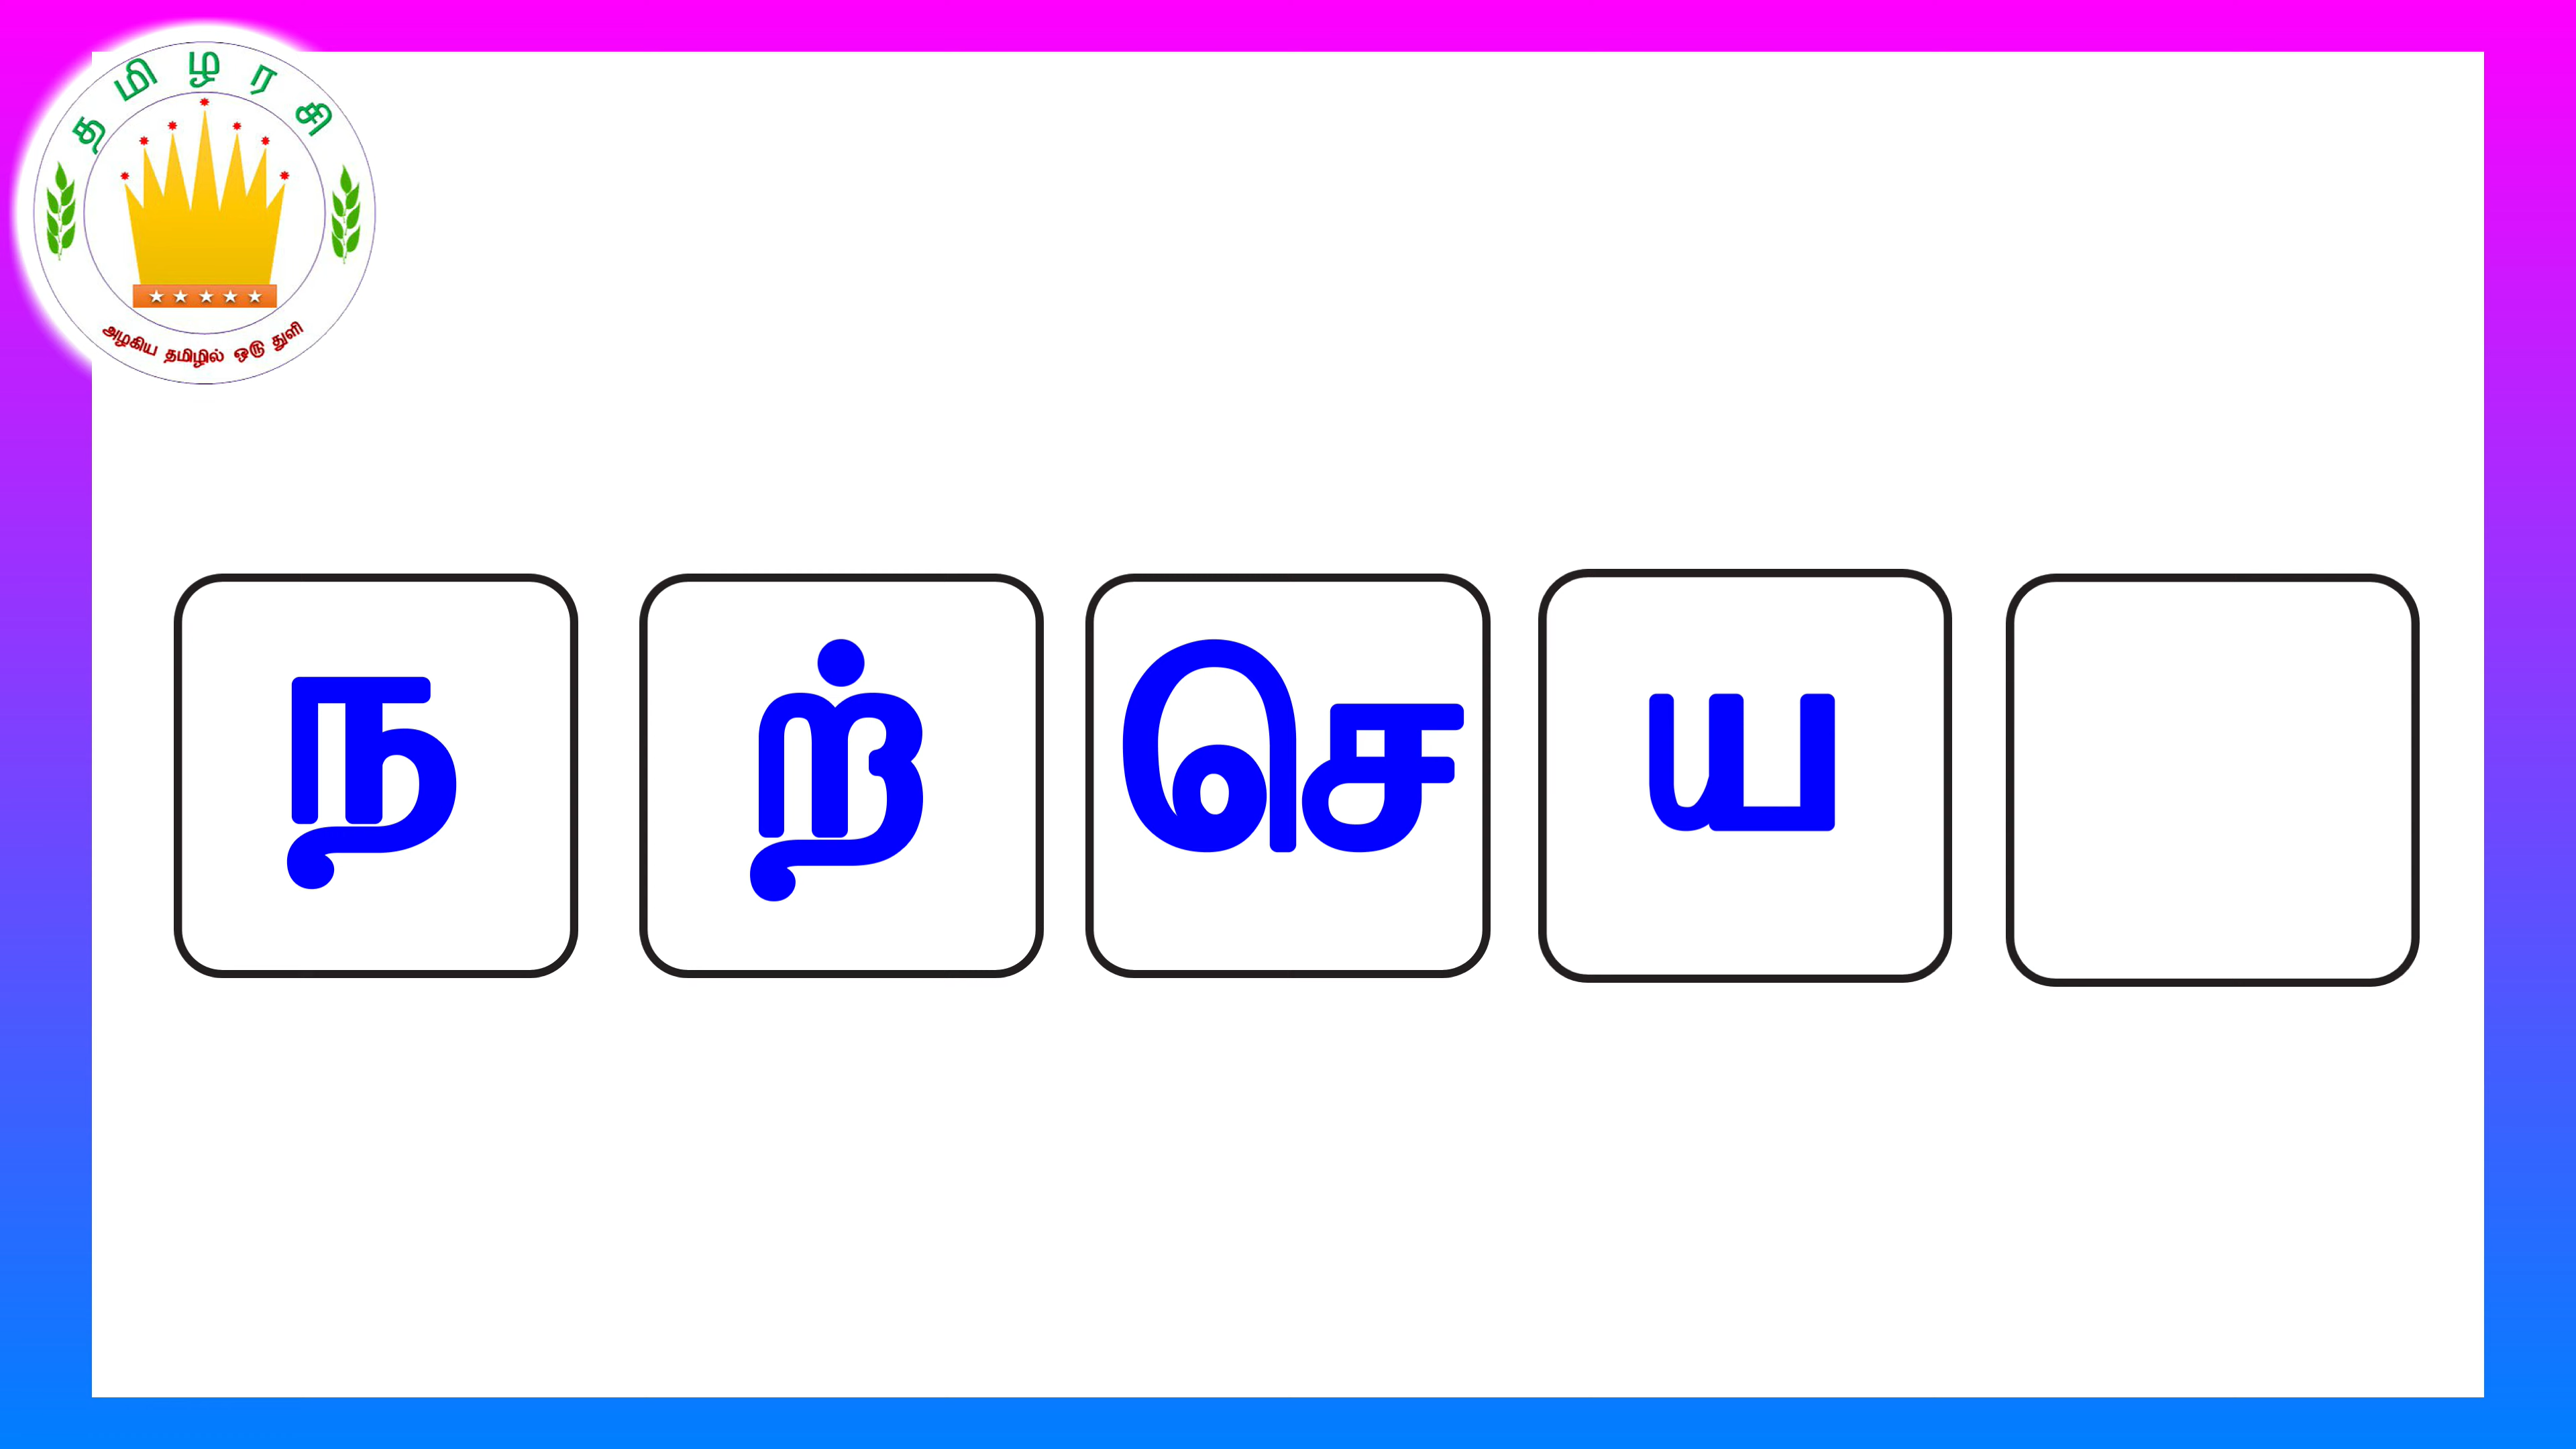 தமிழரசி
அழகிய தமிழில் ஒரு துளி
ந ற் செ ய